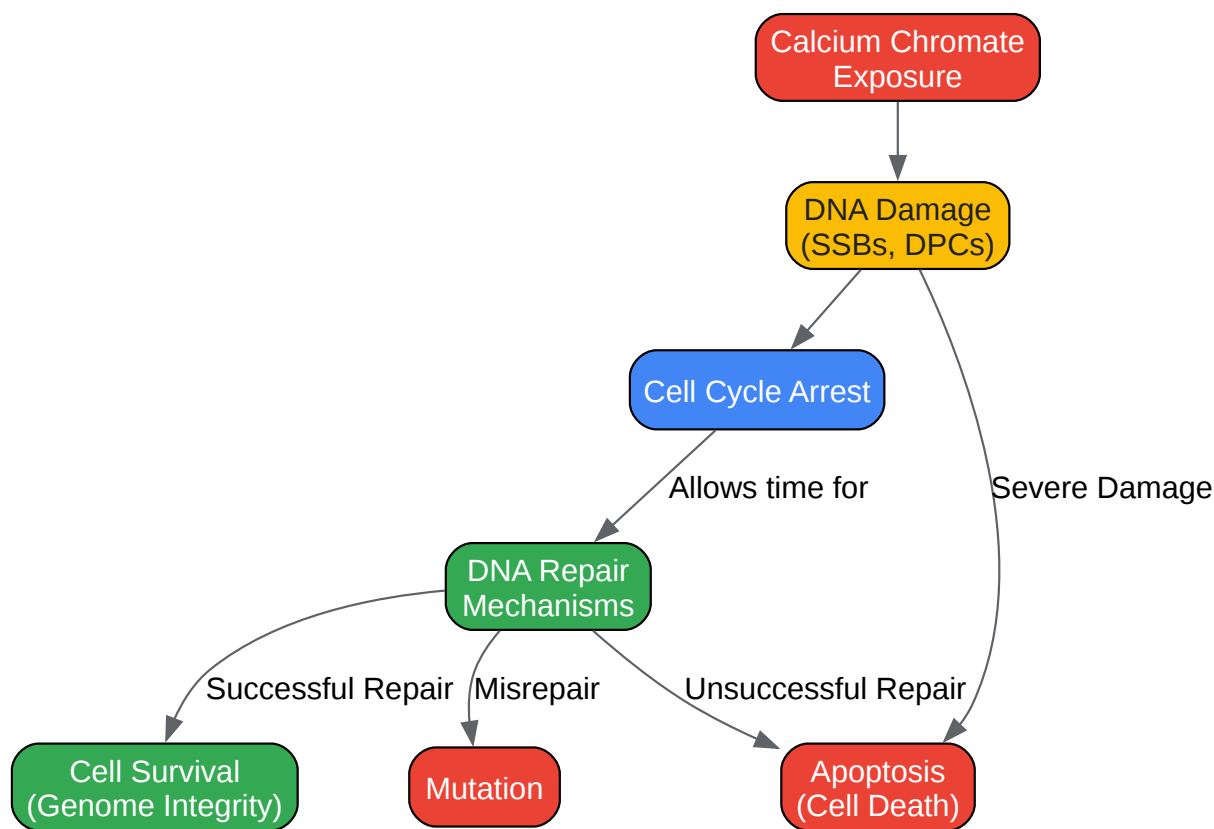 Calcium Chromate
Exposure
DNA Damage
(SSBs, DPCs)
Cell Cycle Arrest
Allows time for
Severe Damage
DNA Repair
Mechanisms
Successful Repair
Misrepair
Unsuccessful Repair
Cell Survival
(Genome Integrity)
Mutation
Apoptosis
(Cell Death)